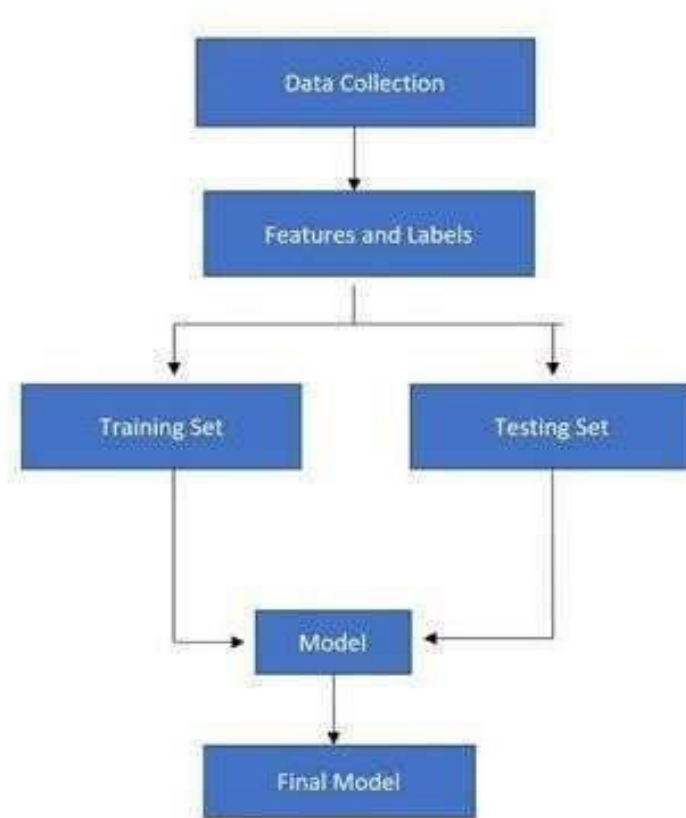 Data Collection
Features and Labels
Training Set
Testing Set
Model
Final Model